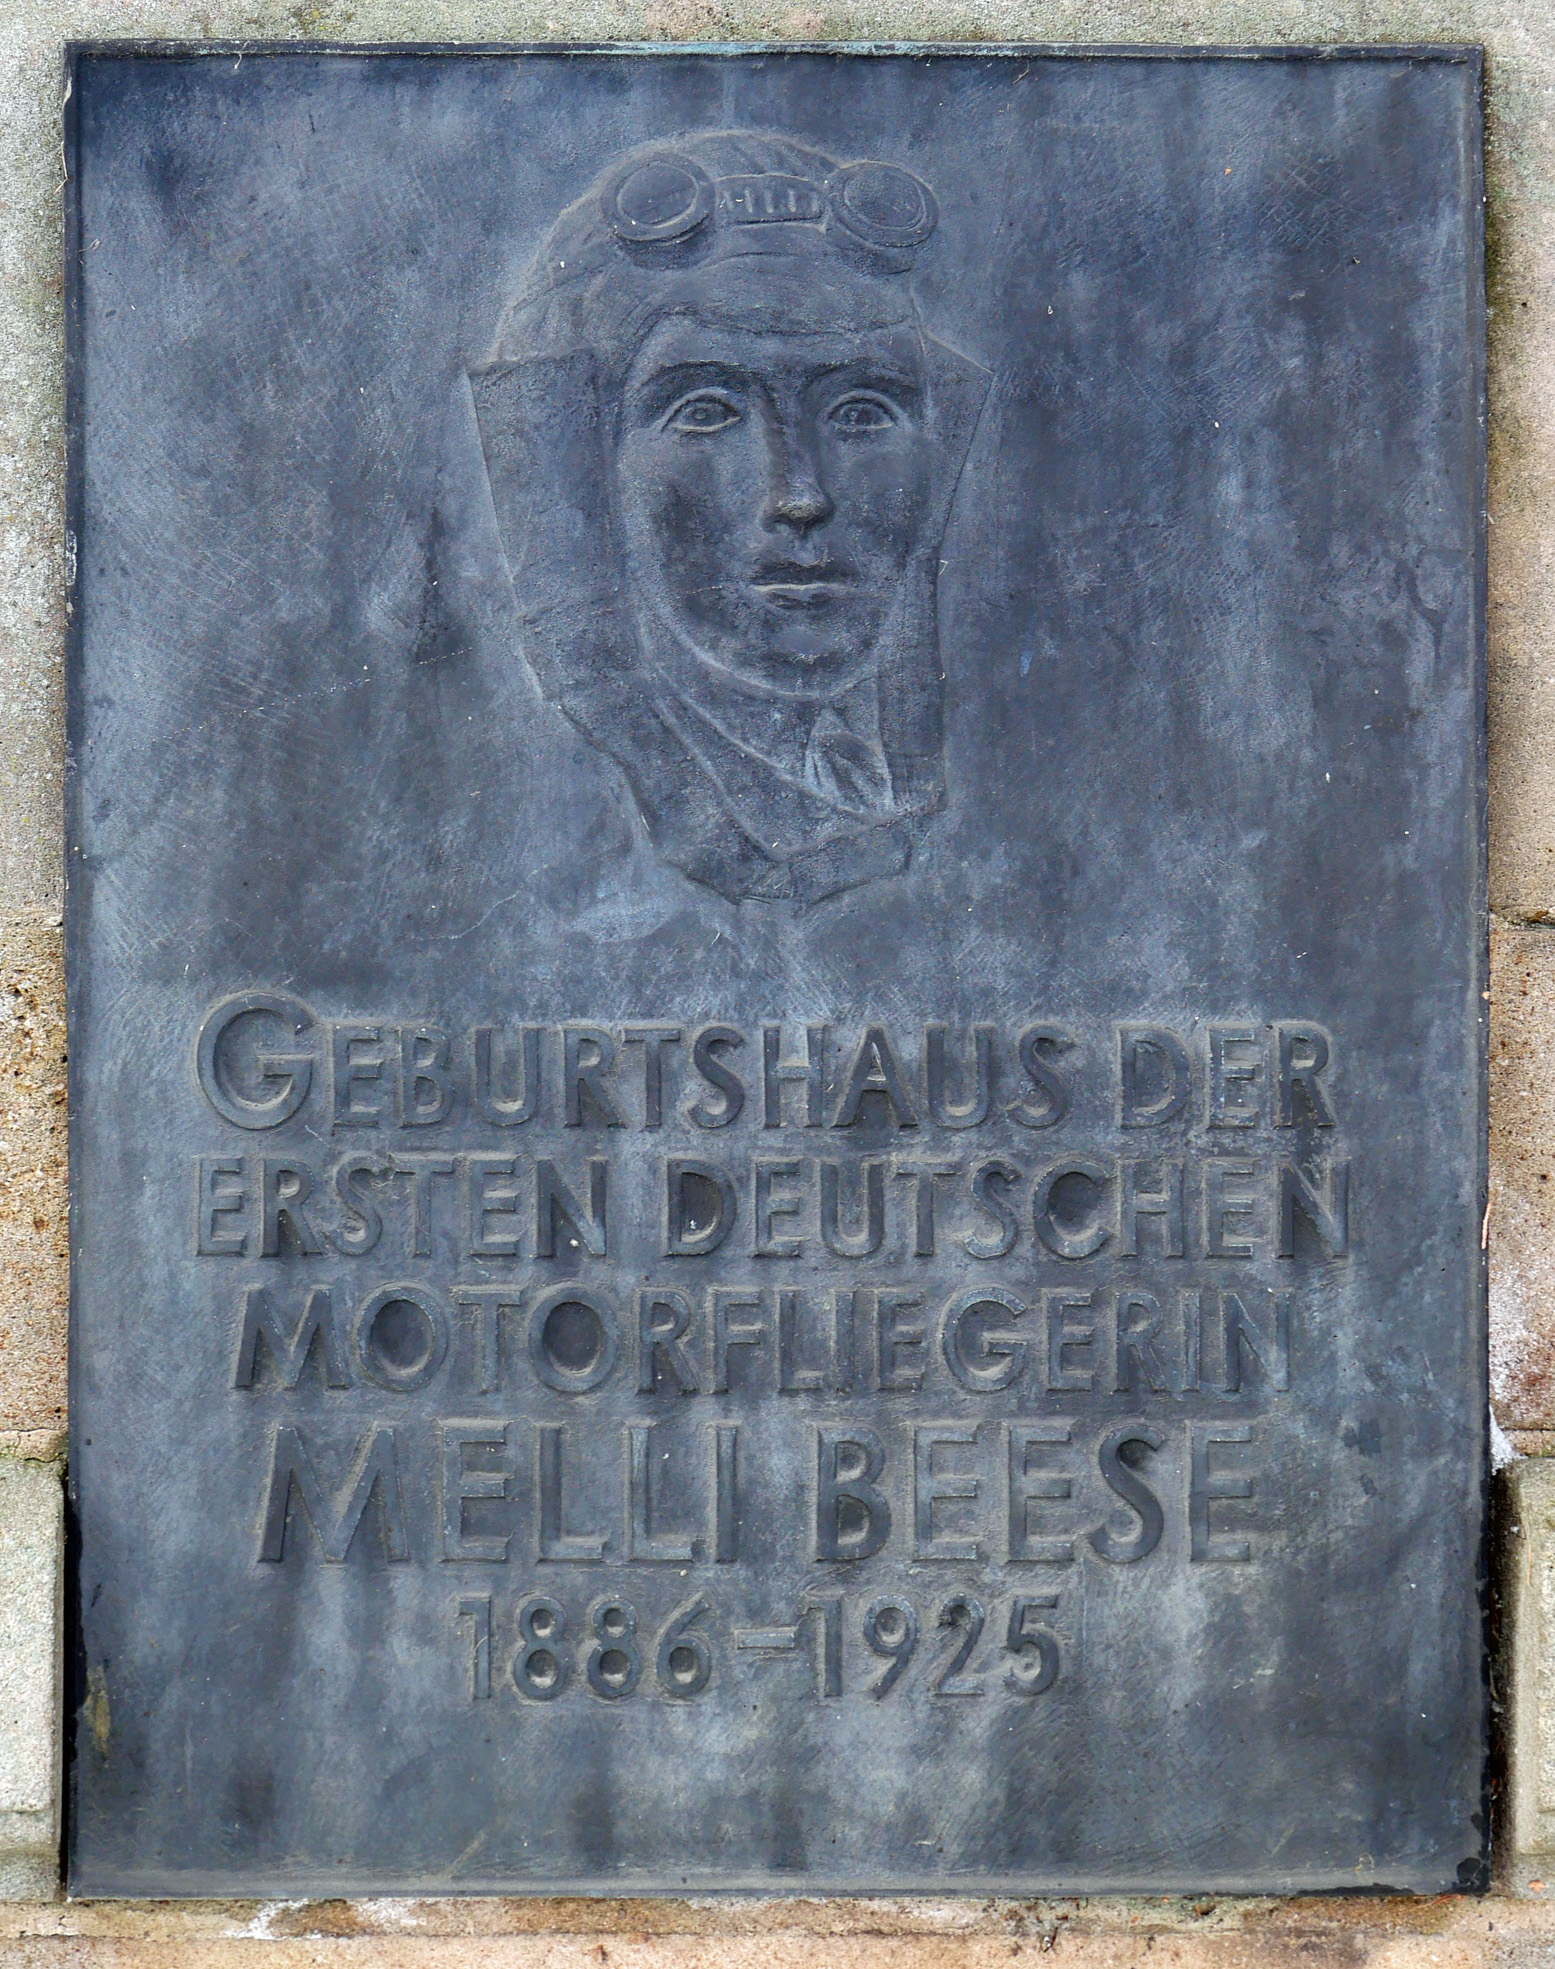 GEBURTSHAUS DER
ERSTEN DEUTSCHEN
MOTORFLIEGERIN
MELLI BEESE
1886–1925